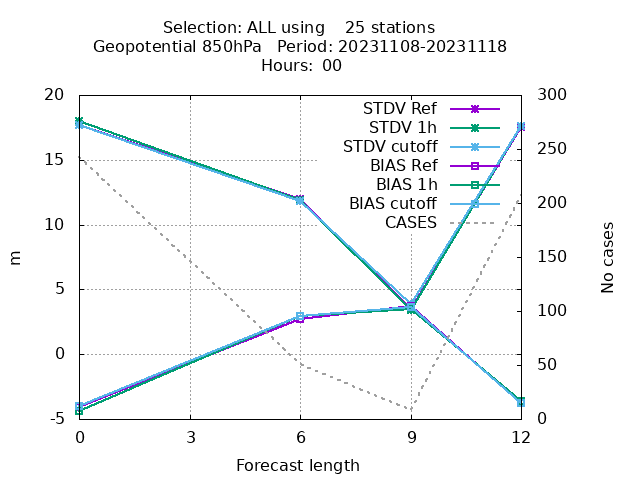 Selection: ALL using    25 stations
Geopotential 850hPa   Period: 20231108-20231118
Hours: 00
20
15
10
5
0
-5
300
250
200
150
100
50
0
STDV Ref
STDV 1h
STDV cutoff
BIAS Ref
BIAS 1h
BIAS cutoff
CASES
m
No cases
0
3
6
9
12
Forecast length